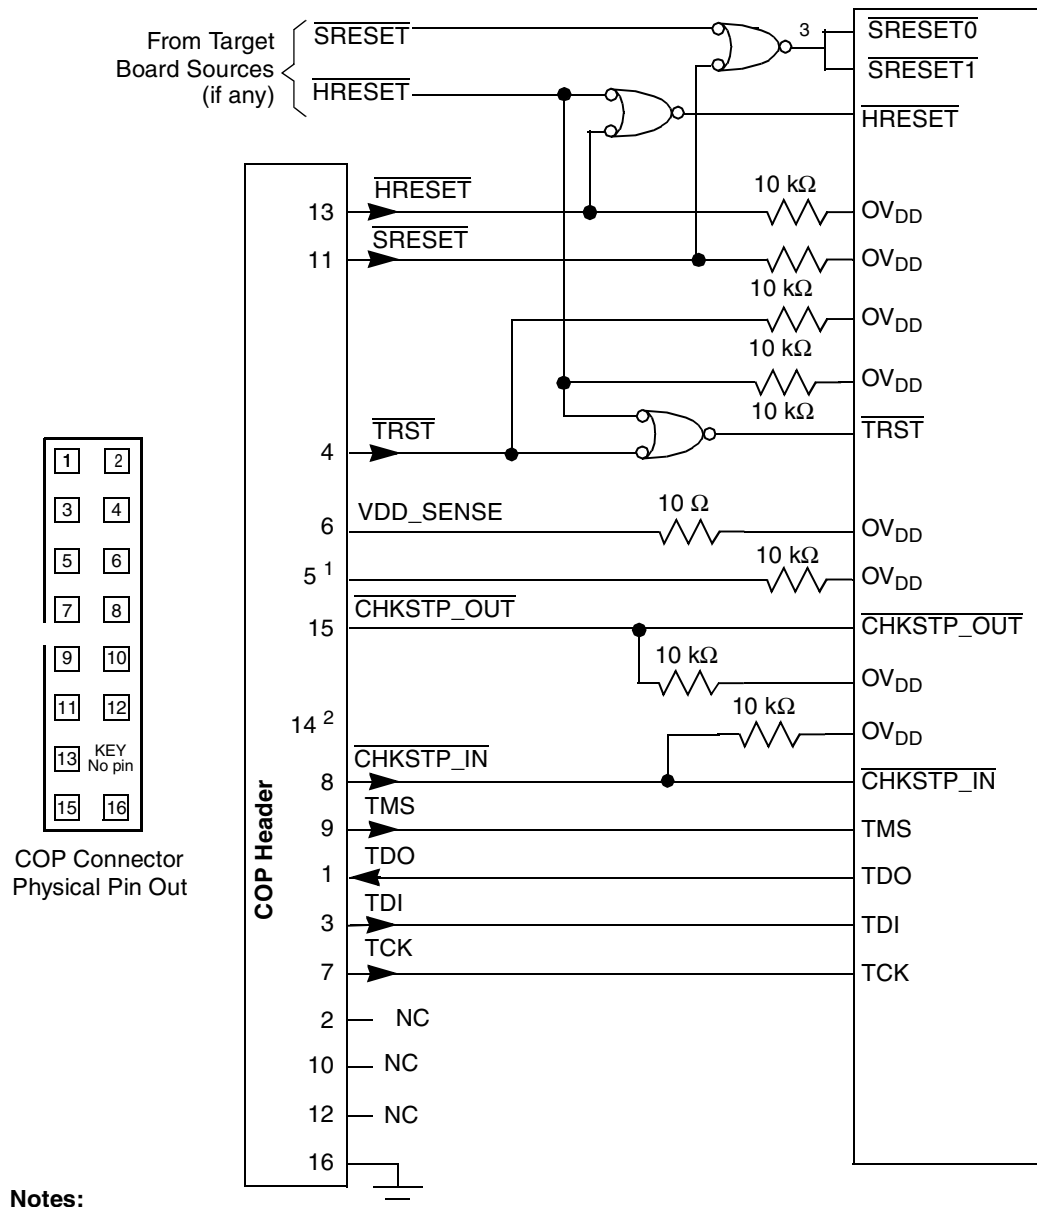 From Target
Board Sources
(if any)
SRESET
HRESET
3
SRESET0
SRESET1
HRESET
13
HRESET
10 kΩ
OVDD
11
SRESET
10 kΩ
OVDD
10 kΩ
OVDD
10 kΩ
OVDD
4
TRST
TRST
6
VDD_SENSE
10 Ω
OVDD
5 1
10 kΩ
OVDD
15
CHKSTP_OUT
CHKSTP_OUT
10 kΩ
OVDD
14 2
10 kΩ
OVDD
8
CHKSTP_IN
CHKSTP_IN
9
TMS
TMS
1
TDO
TDO
3
TDI
TDI
7
TCK
TCK
2
NC
10
NC
12
NC
16
COP Header
1 2
3 4
5 6
7 8
9 10
11 12
13 KEY
No pin
15 16
COP Connector
Physical Pin Out
Notes: